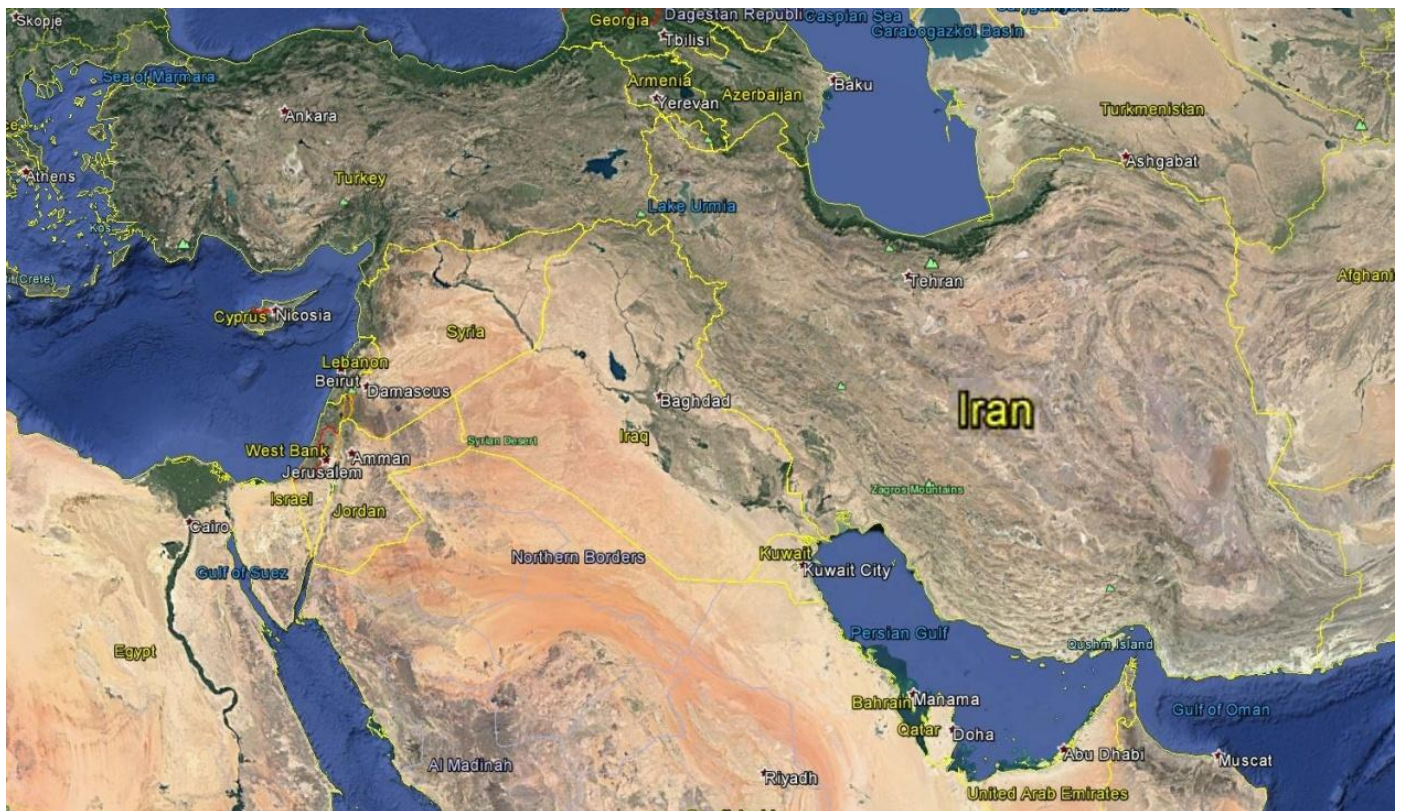 Skopje
Georgia
Dagestan Republi
Caspian Sea
Garabogazkol Basin
Tbilisi
Sea of Marmara
Armenia
Baku
Yerevan
Azerbaijan
Ankara
Turkmenistan
Athens
Ashgabat
Turkey
Lake Urmia
Kos
(Crete)
Tehran
Afghani
Cyprus
Nicosia
Syria
Lebanon
Beirut
Damascus
Baghdad
Iran
Iraq
Syrian Desert
West Bank
Amman
Jerusalem
Israel
Jordan
Zagros Mountains
Cairo
Northern Borders
Kuwait
Kuwait City
Gulf of Suez
Persian Gulf
Qushm Island
Egypt
Bahrain
Manama
Gulf of Oman
Qatar
Doha
Abu Dhabi
Muscat
Al Madinah
Riyadh
United Arab Emirates